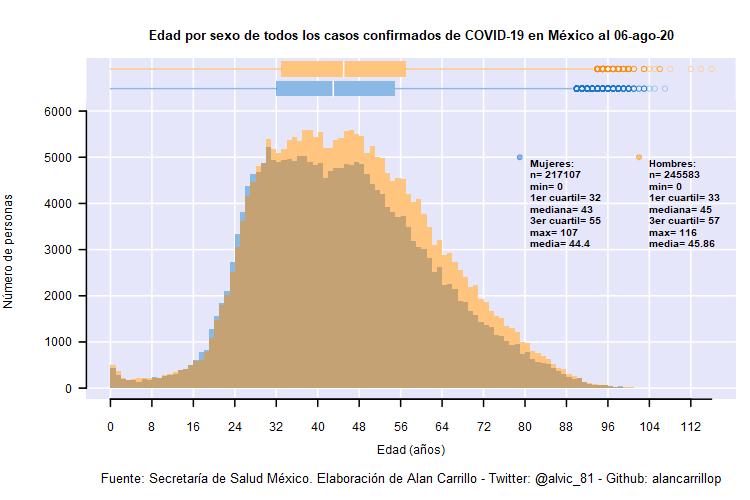 Edad por sexo de todos los casos confirmados de COVID-19 en México al 06-ago-20
6000
5000
4000
3000
2000
1000
0
Número de personas
Mujeres:
n= 217107
min= 0
1er cuartil= 32
mediana= 43
3er cuartil= 55
max= 107
media= 44.4
Hombres:
n= 245583
min= 0
1er cuartil= 33
mediana= 45
3er cuartil= 57
max= 116
media= 45.86
0 8 16 24 32 40 48 56 64 72 80 88 96 104 112
Edad (años)
Fuente: Secretaría de Salud México. Elaboración de Alan Carrillo - Twitter: @alvic_81 - Github: alancarrillop